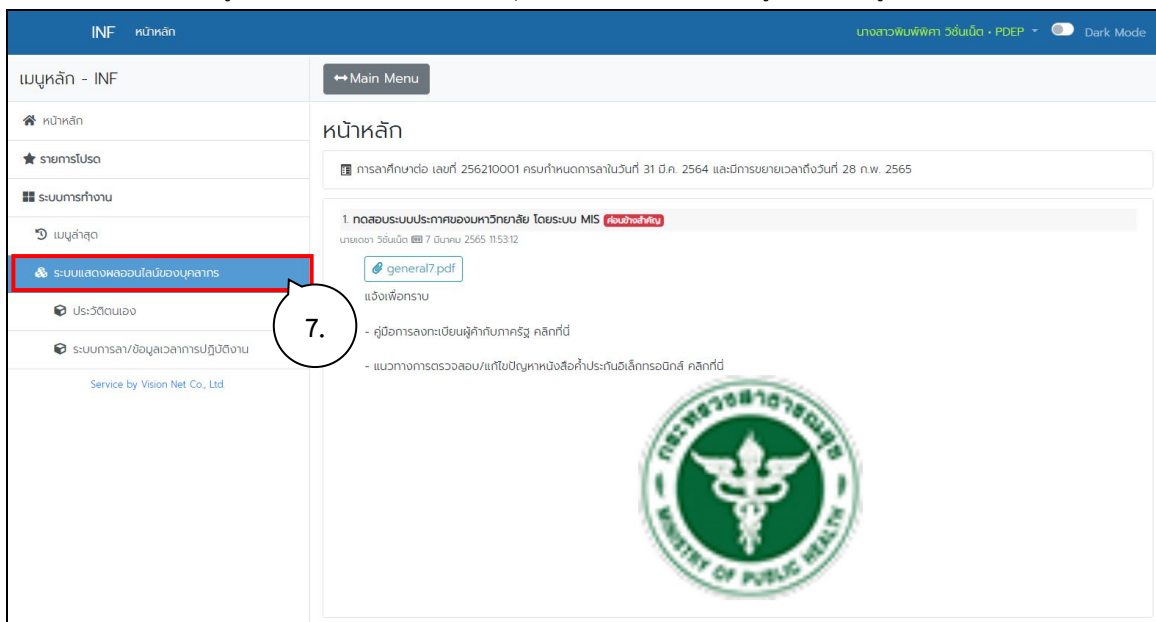 INF หน้าหลัก
นางสาวพิมพ์พิศา วิชั่นเน็ต - PDEP
Dark Mode
เมนูหลัก - INF
Main Menu
หน้าหลัก
รายการโปรด
ระบบการทำงาน
เมนูล่าสุด
ระบบแสดงผลออนไลน์ของบุคลากร
ประวัติตนเอง
ระบบการลา/ข้อมูลเวลาการปฏิบัติงาน
Service by Vision Net Co., Ltd
7.
หน้าหลัก
การลาศึกษาต่อ เลขที่ 256210001 ครบกำหนดการลาในวันที่ 31 มี.ค. 2564 และมีการขยายเวลาถึงวันที่ 28 ก.พ. 2565
1. ทดสอบระบบประกาศของมหาวิทยาลัย โดยระบบ MIS ค่อนข้างสำคัญ
นายเดชา วิชั่นเน็ต 7 มีนาคม 2565 11:53:12
general7.pdf
แจ้งเพื่อทราบ
- คู่มือการลงทะเบียนผู้ค้ากับภาครัฐ คลิกที่นี่
- แนวทางการตรวจสอบ/แก้ไขปัญหาหนังสือค้ำประกันอิเล็กทรอนิกส์ คลิกที่นี่
กระทรวงสาธารณสุข
MINISTRY OF PUBLIC HEALTH